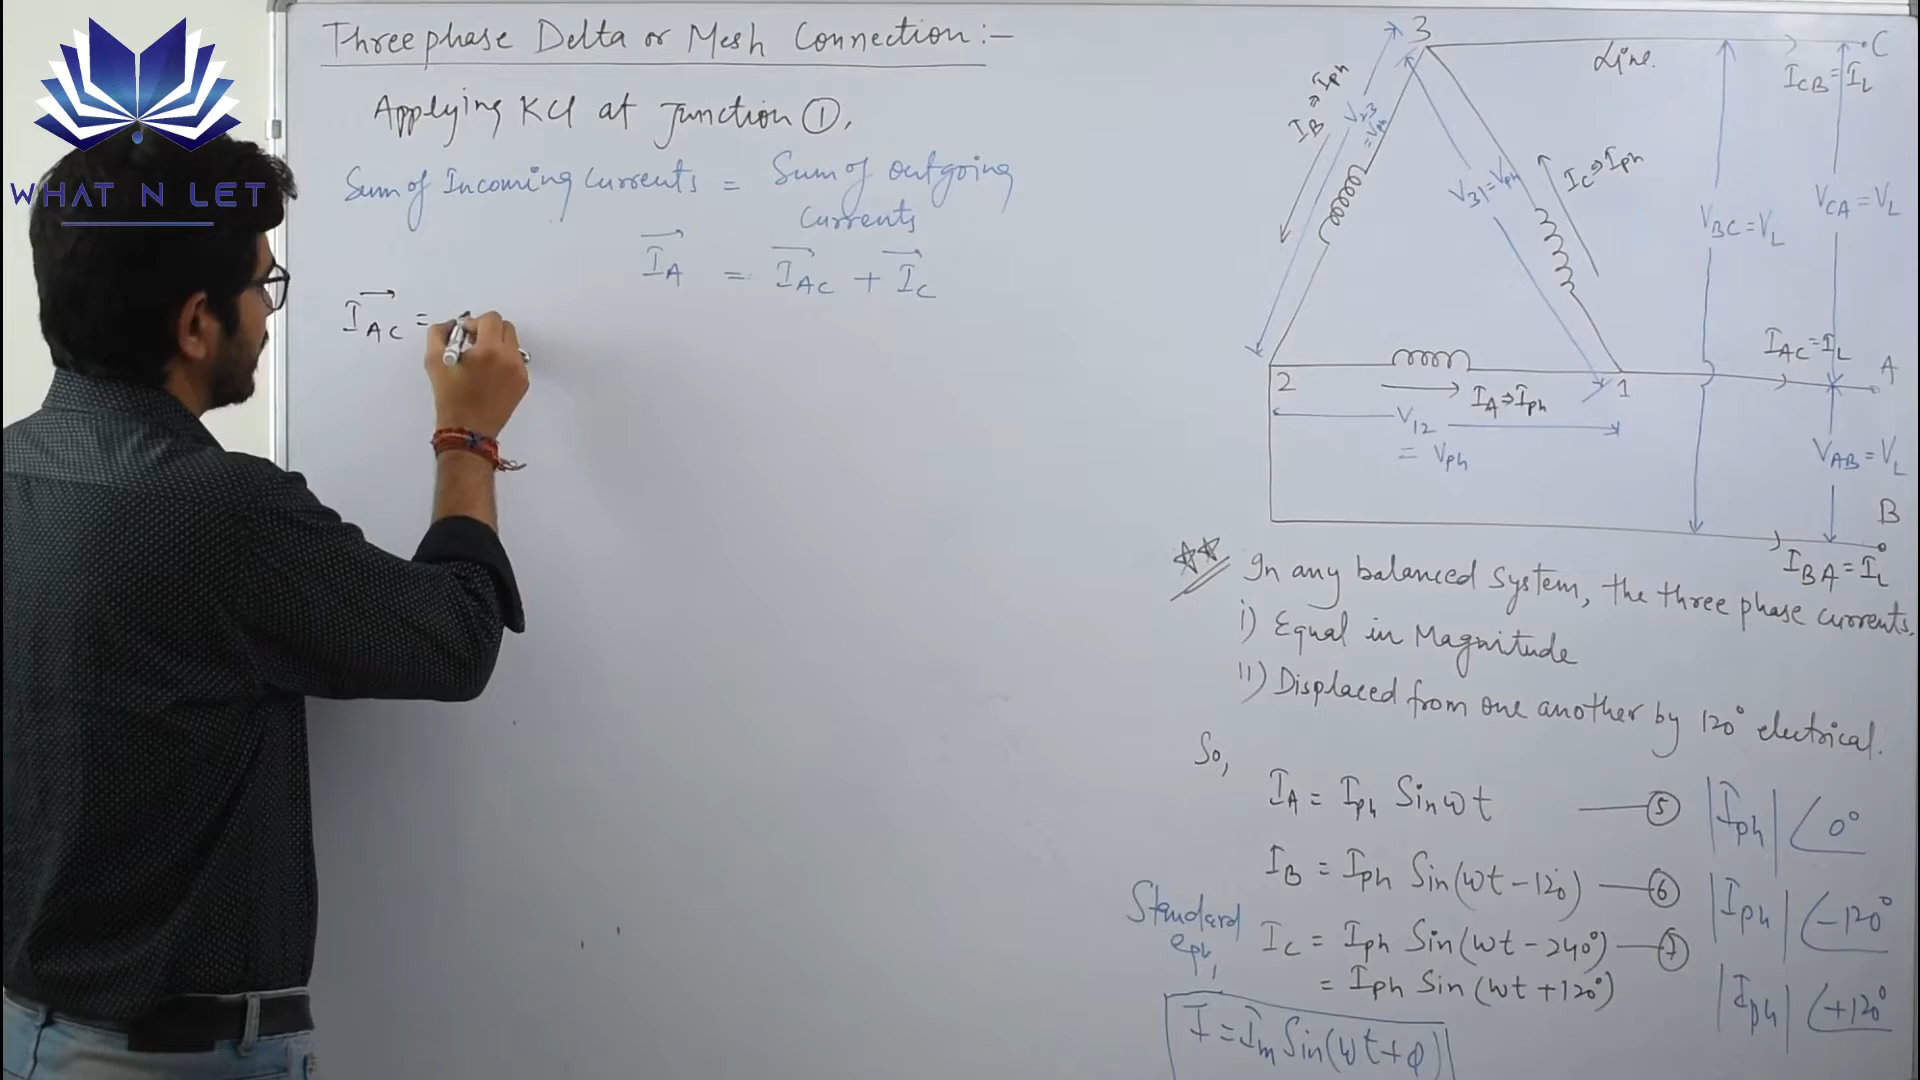 WHAT N LET
Three phase Delta or Mesh Connection:-
Applying KCL at Junction ①,
Sum of Incoming Currents = Sum of outgoing
Currents
I_A = I_AC + I_C
I_AC =
3
Line.
C
I_CB = I_L
I_B ⇒ I_ph
V_23
= V_ph
V_31 = V_ph
I_C ⇒ I_ph
V_BC = V_L
V_CA = V_L
I_AC = I_L
A
2
1
I_A ⇒ I_ph
V_12
= V_ph
V_AB = V_L
B
I_BA = I_L
In any balanced system, the three phase currents.
i) Equal in Magnitude
ii) Displaced from one another by 120° electrical.
So,
I_A = I_ph Sin wt —— ⑤ |I_ph| ∠0°
I_B = I_ph Sin(wt - 120°) —— ⑥ |I_ph| ∠-120°
I_C = I_ph Sin(wt - 240°) —— ⑦
= I_ph Sin(wt + 120°) |I_ph| ∠+120°
Standard
eqn,
I = I_m Sin(wt + φ)